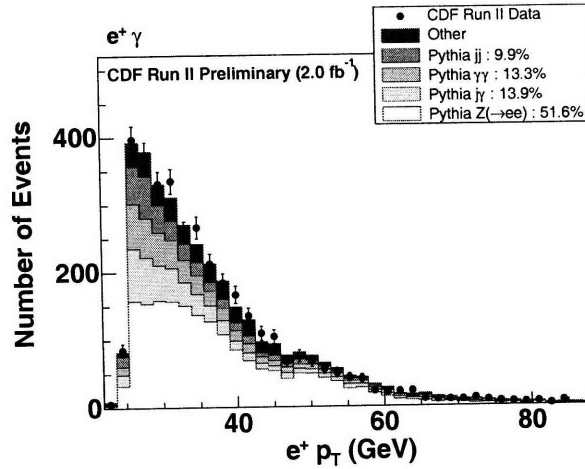 e⁺ γ
CDF Run II Data
Other
Pythia jj : 9.9%
Pythia γγ : 13.3%
Pythia jγ : 13.9%
Pythia Z(→ee) : 51.6%
CDF Run II Preliminary (2.0 fb⁻¹)
Number of Events
400
200
0
20
40
60
80
e⁺ p_T (GeV)